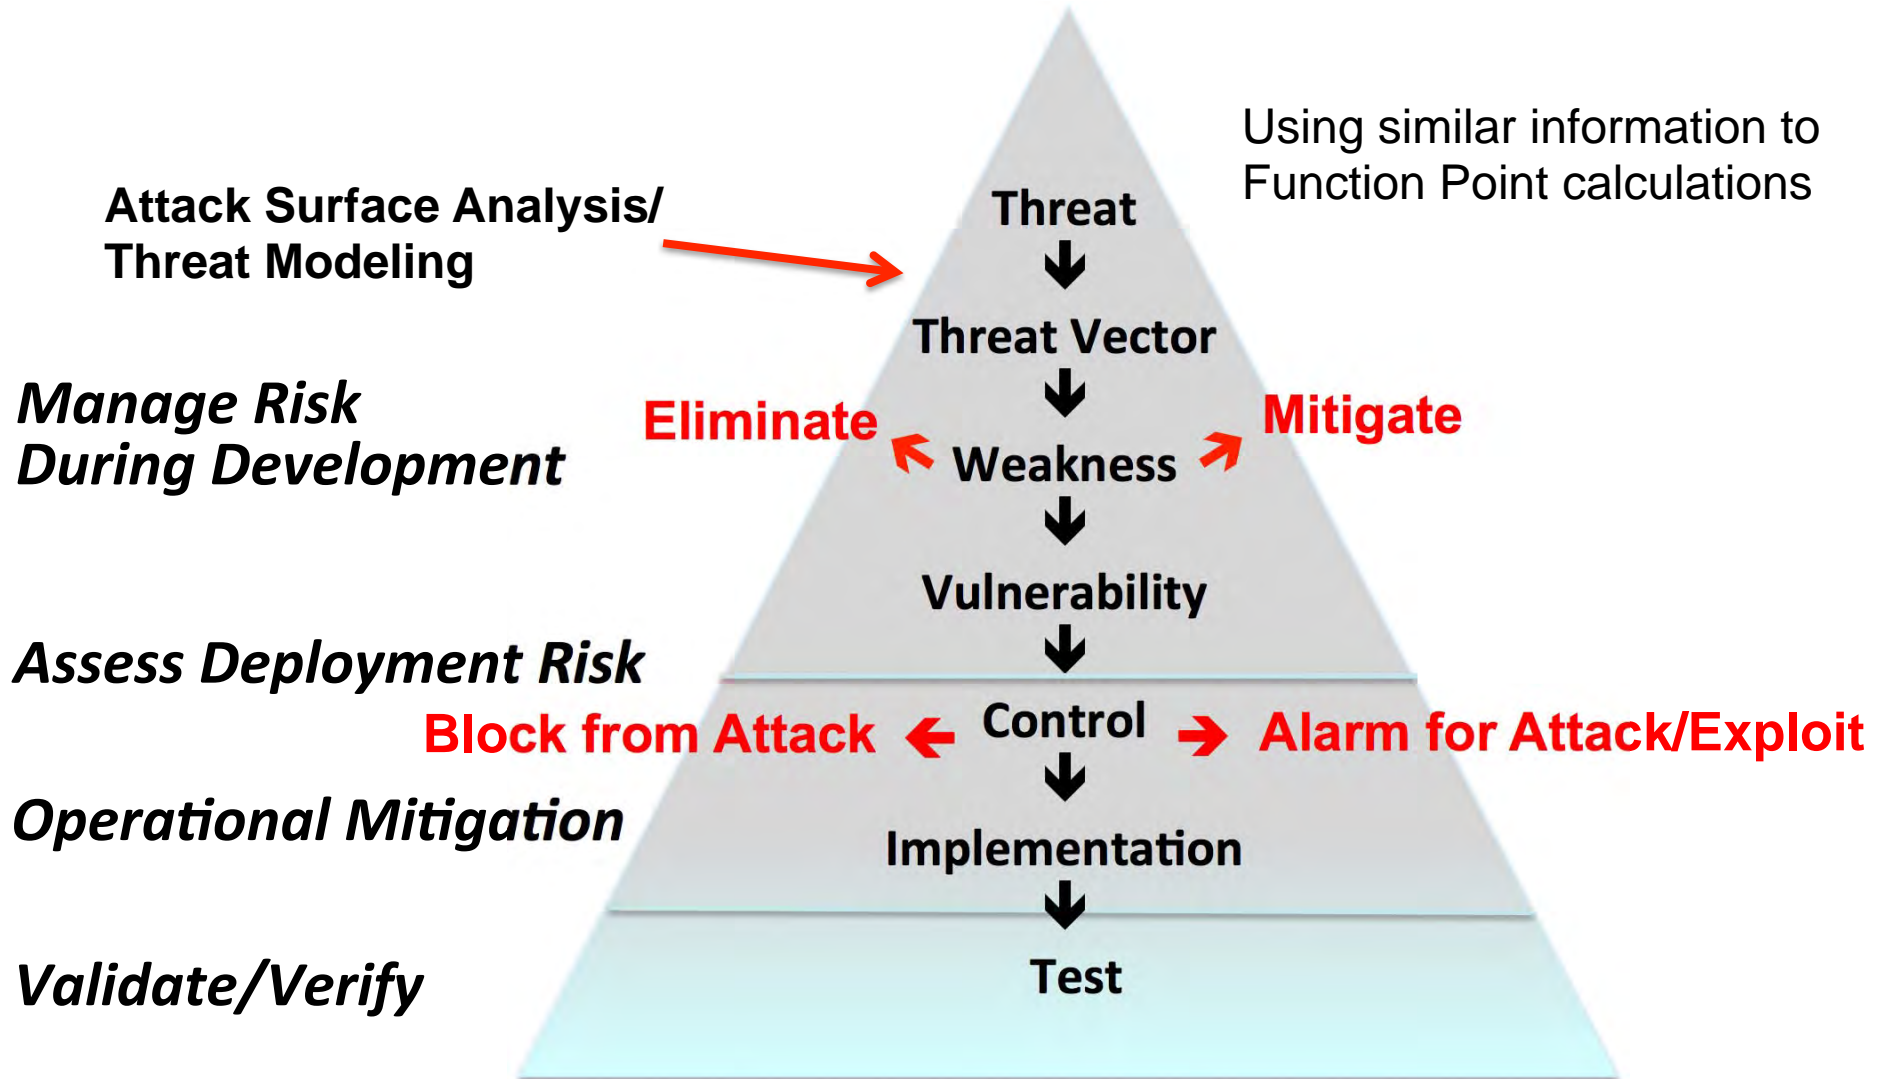 Using similar information to
Function Point calculations
Attack Surface Analysis/
Threat Modeling
Threat
Threat Vector
Manage Risk
During Development
Eliminate
Mitigate
Weakness
Vulnerability
Assess Deployment Risk
Block from Attack
Control
Alarm for Attack/Exploit
Operational Mitigation
Implementation
Validate/Verify
Test